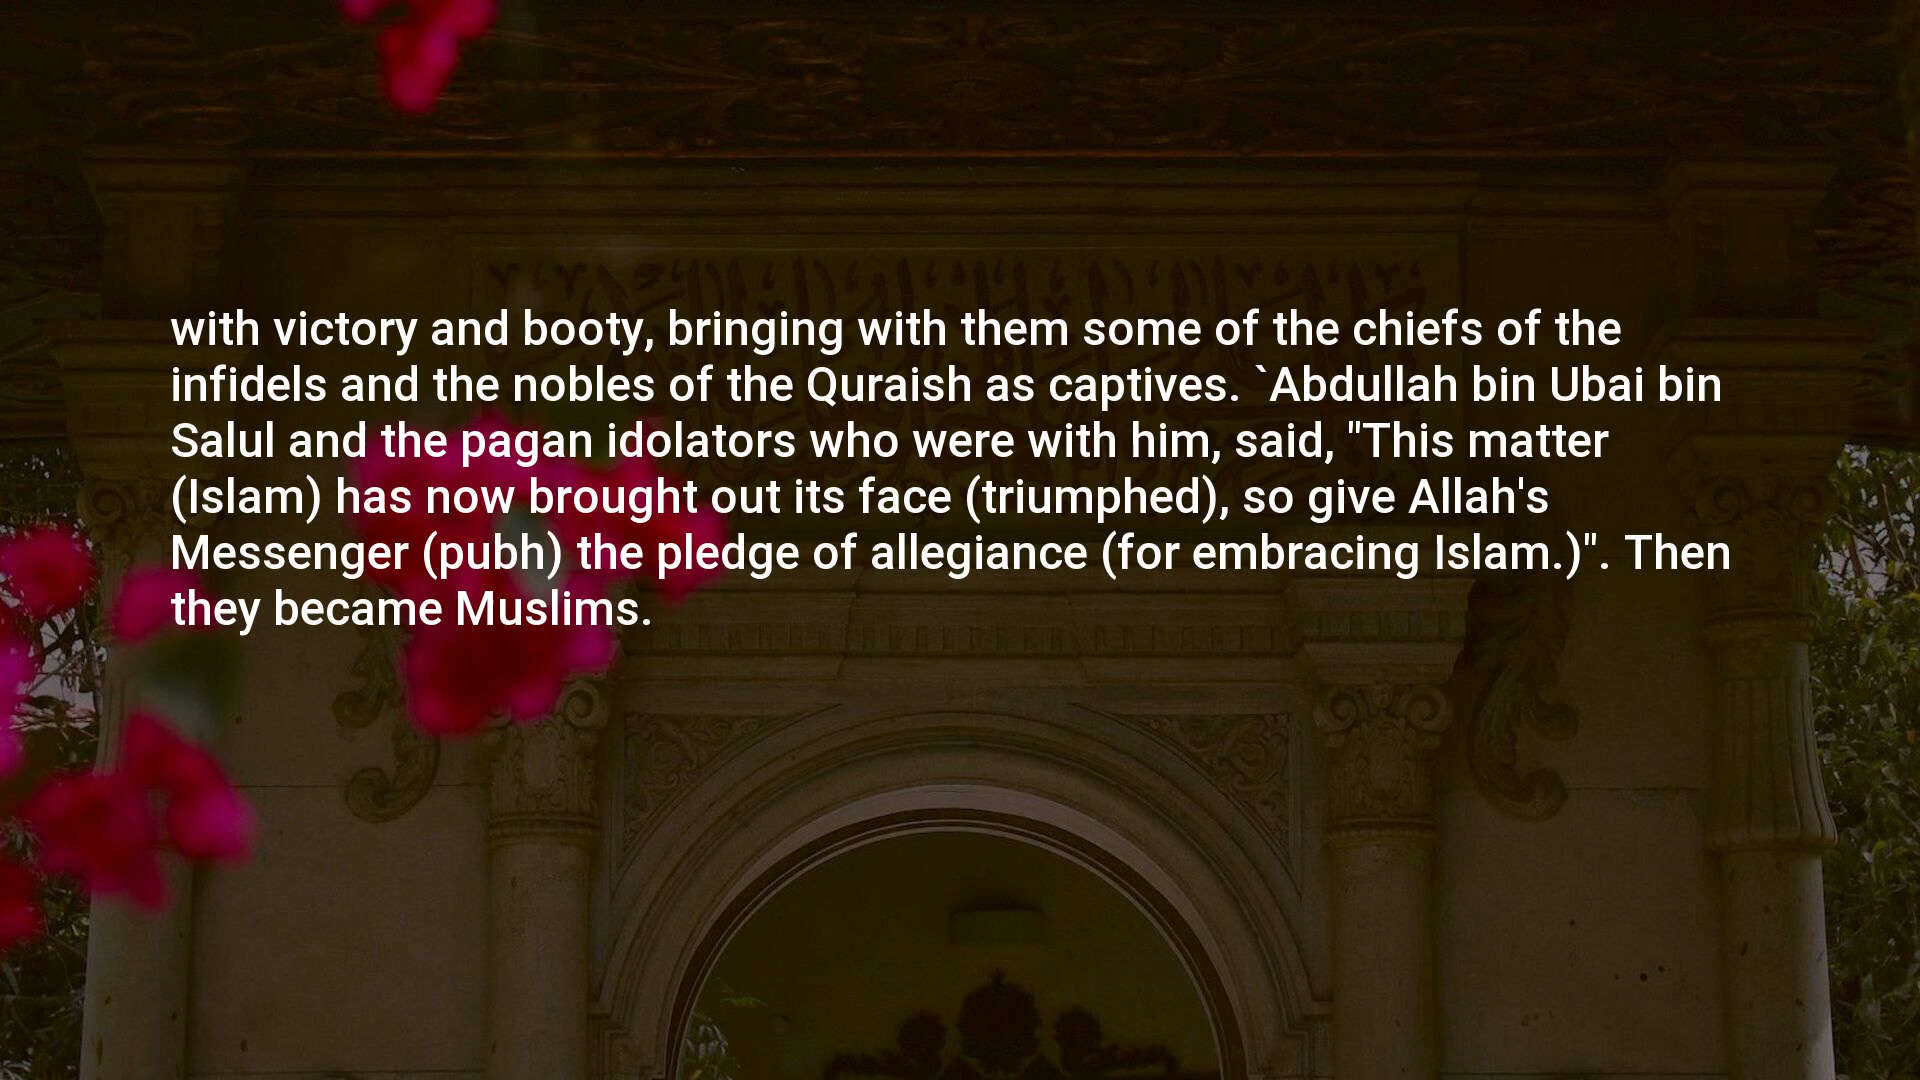 with victory and booty, bringing with them some of the chiefs of the
infidels and the nobles of the Quraish as captives. `Abdullah bin Ubai bin
Salul and the pagan idolators who were with him, said, "This matter
(Islam) has now brought out its face (triumphed), so give Allah's
Messenger (pubh) the pledge of allegiance (for embracing Islam.)". Then
they became Muslims.